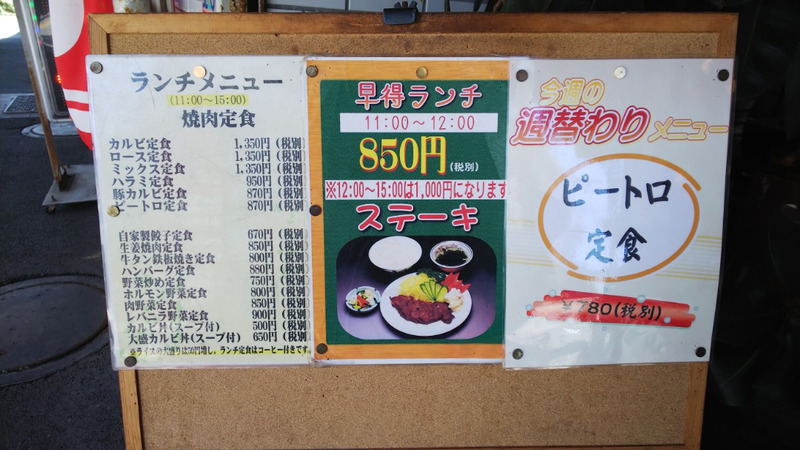 ランチメニュー
(11:00～15:00)
焼肉定食
カルビ定食 1,350円(税別)
ロース定食 1,350円(税別)
ミックス定食 1,350円(税別)
ハラミ定食 950円(税別)
豚カルビ定食 870円(税別)
ピートロ定食 870円(税別)
自家製餃子定食 670円(税別)
生姜焼肉定食 850円(税別)
牛タン鉄板焼き定食 800円(税別)
ハンバーグ定食 880円(税別)
野菜炒め定食 750円(税別)
ホルモン野菜定食 800円(税別)
肉野菜定食 850円(税別)
レバニラ野菜定食 900円(税別)
カルビ丼(スープ付) 500円(税別)
大盛カルビ丼(スープ付) 650円(税別)
※ライスの大盛りは50円増し。ランチ定食はコーヒー付きです
早得ランチ
11:00～12:00
850円(税別)
※12:00～15:00は1,000円になります
ステーキ
今週の
週替わりメニュー
ピートロ
定食
¥780(税別)